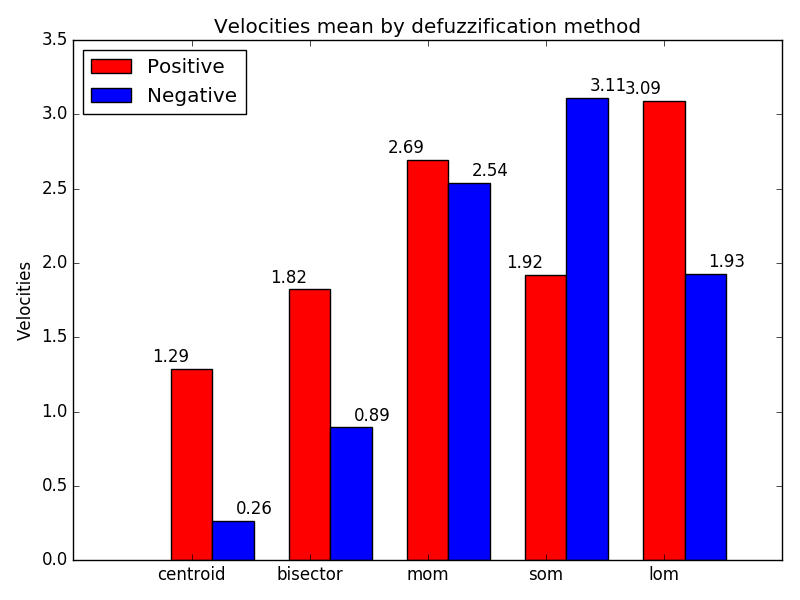 Velocities mean by defuzzification method
Positive
Negative
Velocities
3.5
3.0
2.5
2.0
1.5
1.0
0.5
0.0
1.29
0.26
1.82
0.89
2.69
2.54
1.92
3.11
3.09
1.93
centroid
bisector
mom
som
lom